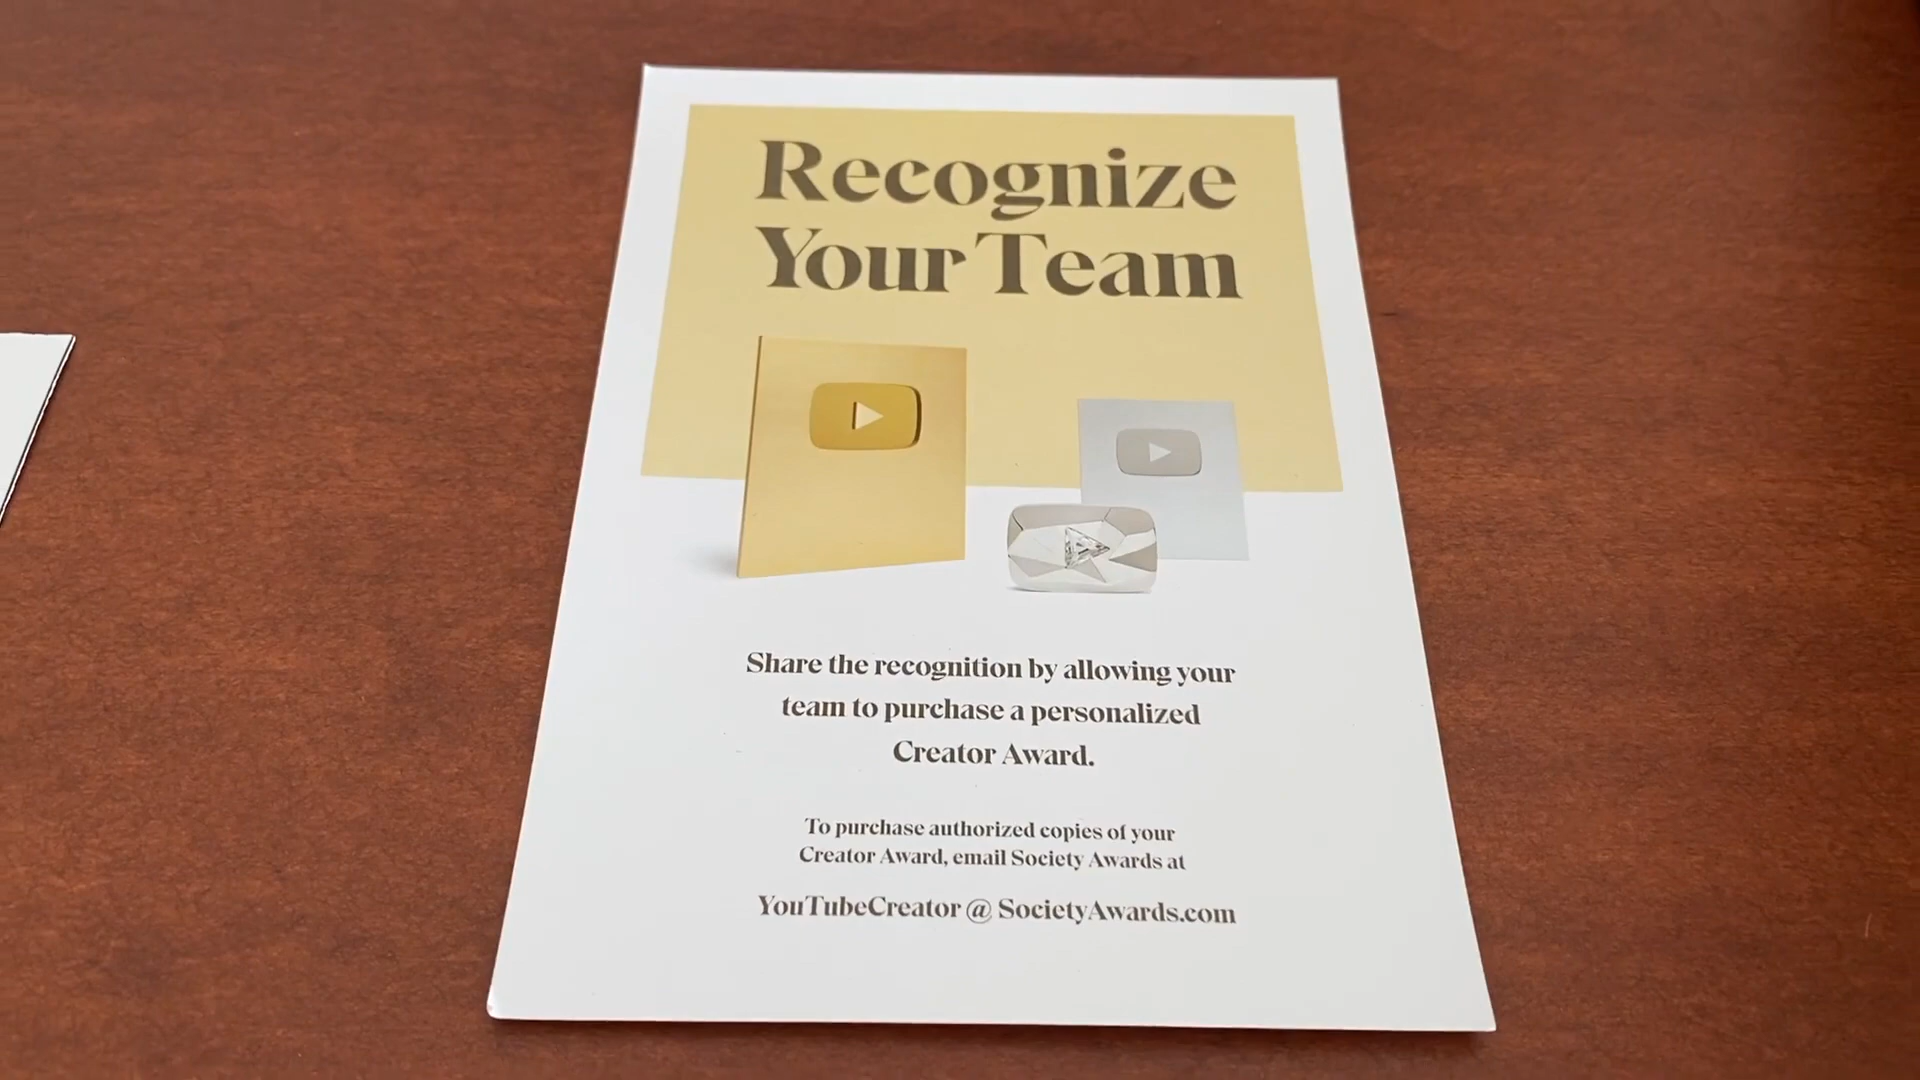 Recognize
Your Team
Share the recognition by allowing your
team to purchase a personalized
Creator Award.
To purchase authorized copies of your
Creator Award, email Society Awards at
YouTubeCreator @ SocietyAwards.com